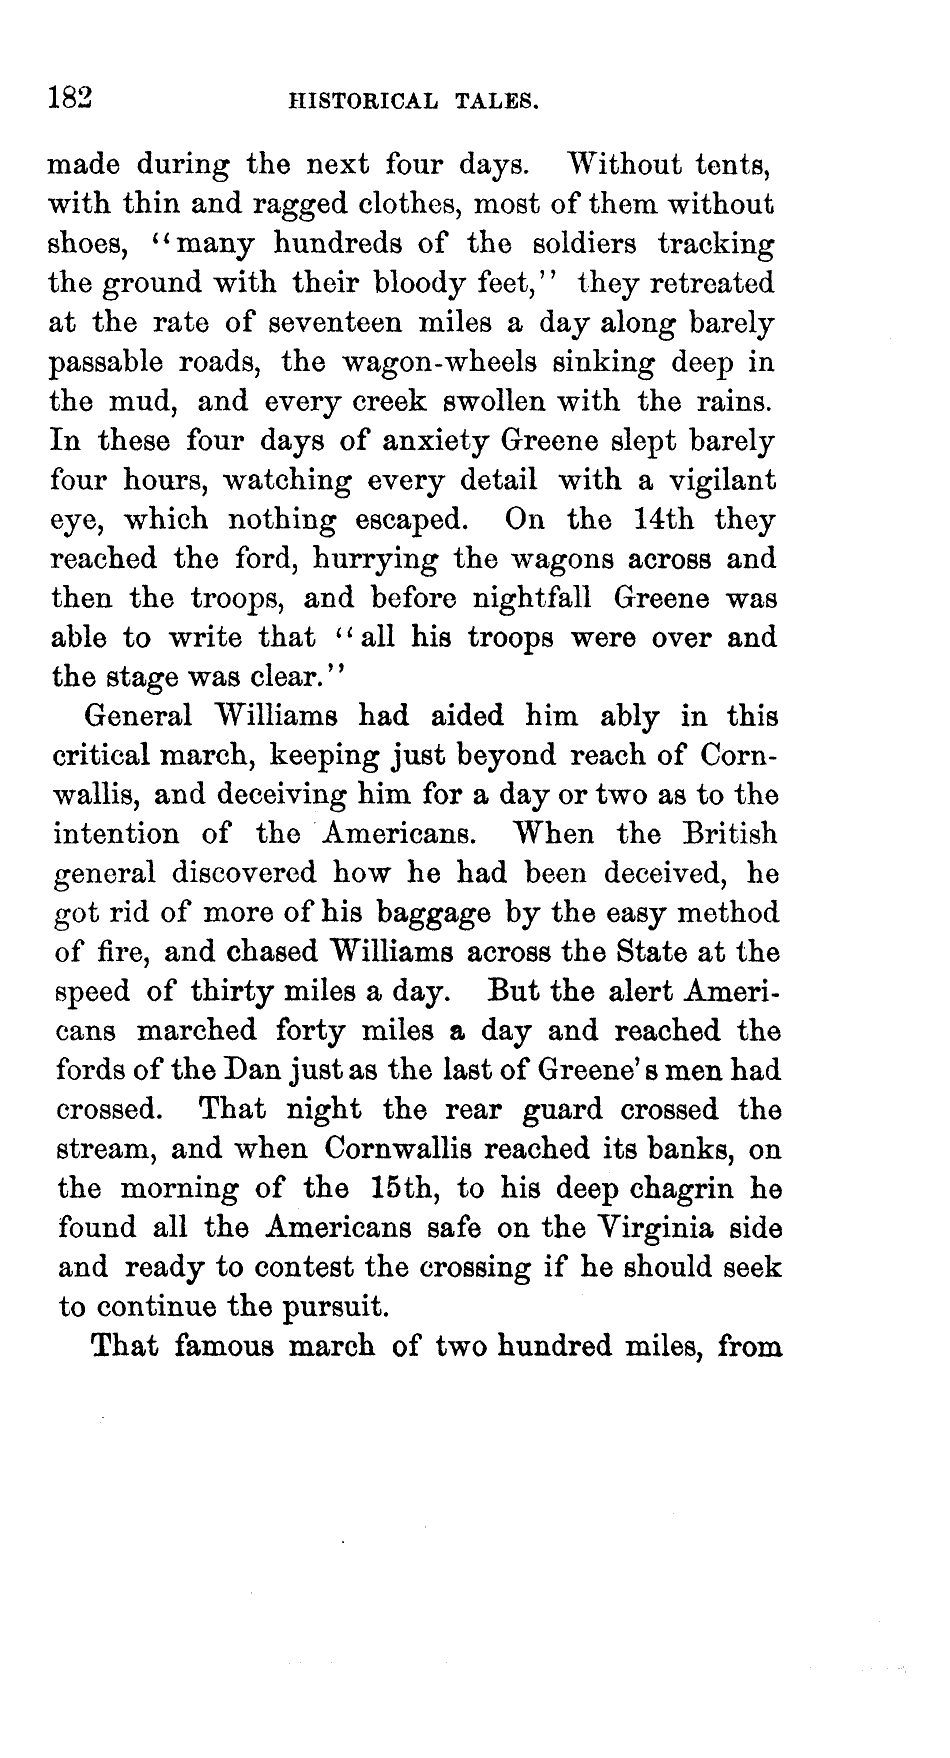 182 HISTORICAL TALES.
made during the next four days. Without tents,
with thin and ragged clothes, most of them without
shoes, "many hundreds of the soldiers tracking
the ground with their bloody feet," they retreated
at the rate of seventeen miles a day along barely
passable roads, the wagon-wheels sinking deep in
the mud, and every creek swollen with the rains.
In these four days of anxiety Greene slept barely
four hours, watching every detail with a vigilant
eye, which nothing escaped. On the 14th they
reached the ford, hurrying the wagons across and
then the troops, and before nightfall Greene was
able to write that "all his troops were over and
the stage was clear."
General Williams had aided him ably in this
critical march, keeping just beyond reach of Corn-
wallis, and deceiving him for a day or two as to the
intention of the Americans. When the British
general discovered how he had been deceived, he
got rid of more of his baggage by the easy method
of fire, and chased Williams across the State at the
speed of thirty miles a day. But the alert Ameri-
cans marched forty miles a day and reached the
fords of the Dan just as the last of Greene's men had
crossed. That night the rear guard crossed the
stream, and when Cornwallis reached its banks, on
the morning of the 15th, to his deep chagrin he
found all the Americans safe on the Virginia side
and ready to contest the crossing if he should seek
to continue the pursuit.
That famous march of two hundred miles, from